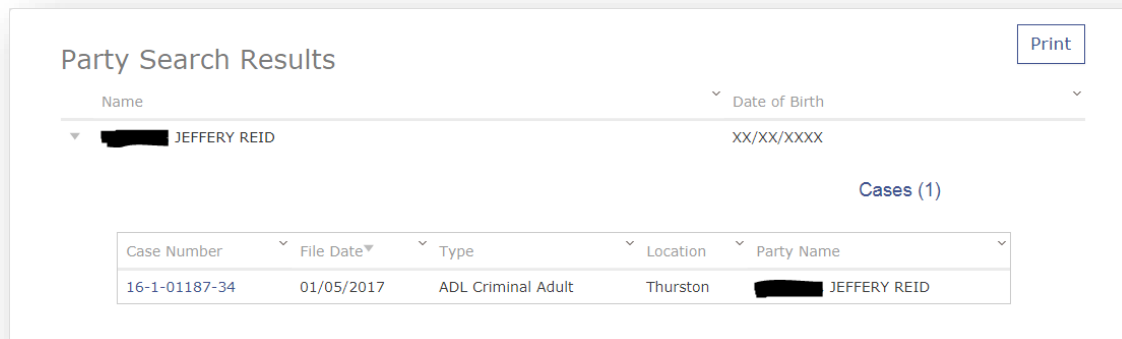 Print
Party Search Results
Name Date of Birth
JEFFERY REID XX/XX/XXXX
Cases (1)
Case Number File Date Type Location Party Name
16-1-01187-34 01/05/2017 ADL Criminal Adult Thurston JEFFERY REID